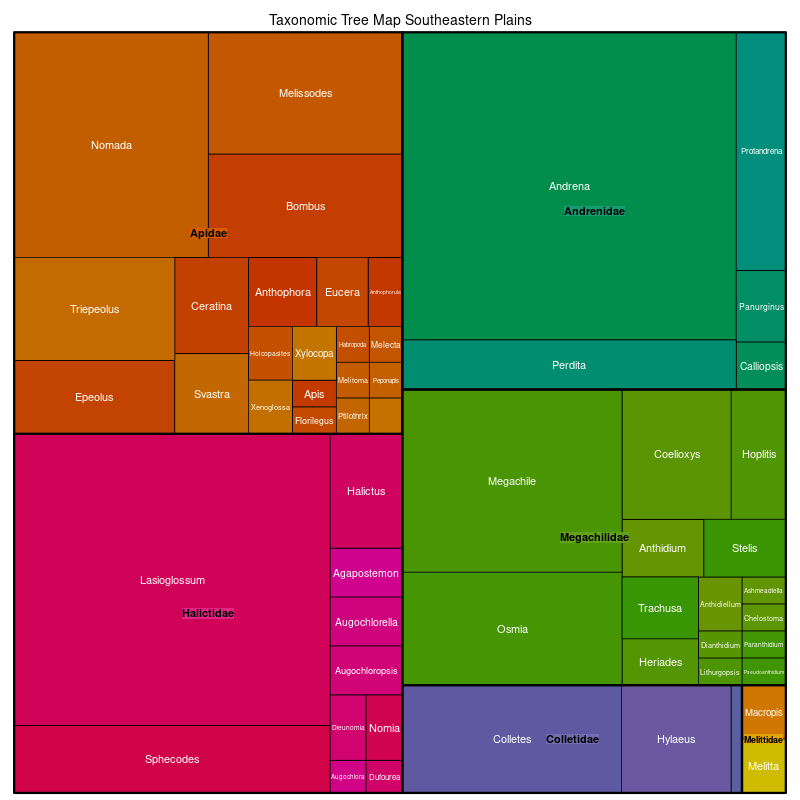 Taxonomic Tree Map Southeastern Plains
Nomada
Melissodes
Bombus
Apidae
Triepeolus
Epeolus
Ceratina
Svastra
Anthophora
Eucera
Anthophorula
Holcopasites
Xylocopa
Habropoda
Melecta
Xenoglossa
Apis
Florilegus
Melitoma
Peponapis
Ptilothrix
Andrena
Andrenidae
Protandrena
Panurginus
Perdita
Calliopsis
Lasioglossum
Halictidae
Sphecodes
Halictus
Agapostemon
Augochlorella
Augochloropsis
Dieunomia
Nomia
Augochlora
Dufourea
Megachile
Megachilidae
Osmia
Coelioxys
Hoplitis
Anthidium
Stelis
Trachusa
Heriades
Anthidiellum
Dianthidium
Lithurgopsis
Ashmeadiella
Chelostoma
Paranthidium
Pseudoanthidium
Colletes
Colletidae
Hylaeus
Macropis
Melittidae
Melitta